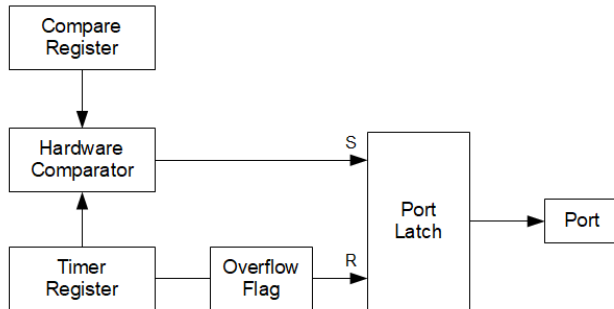 Compare
Register
Hardware
Comparator
S
Port
Latch
Port
Timer
Register
Overflow
Flag
R